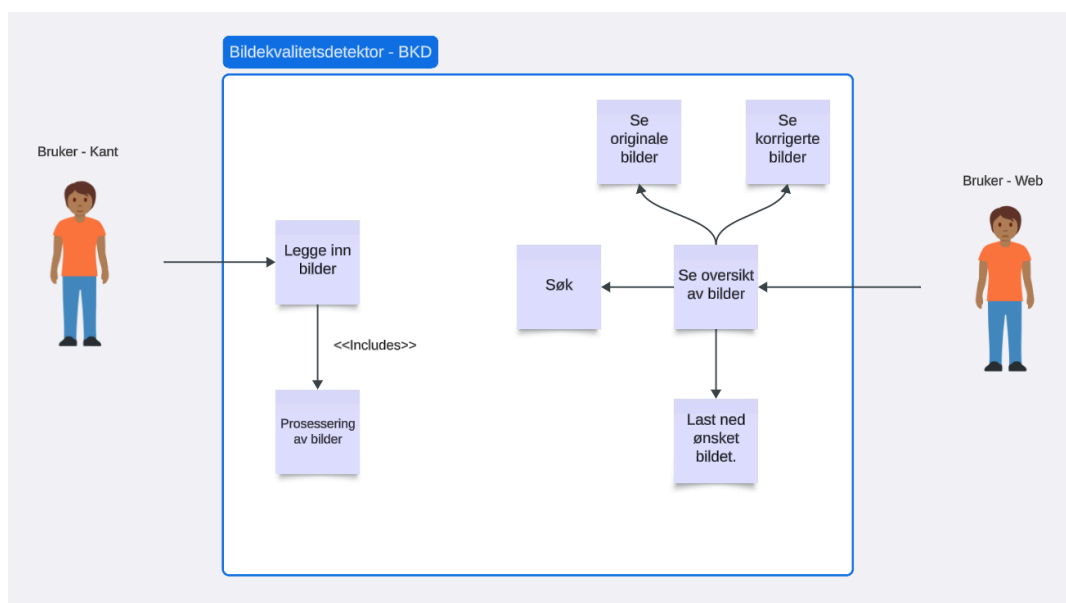 Bildekvalitetsdetektor - BKD
Bruker - Kant
Legge inn
bilder
<<Includes>>
Prosessering
av bilder
Se
originale
bilder
Se
korrigerte
bilder
Søk
Se oversikt
av bilder
Last ned
ønsket
bildet.
Bruker - Web